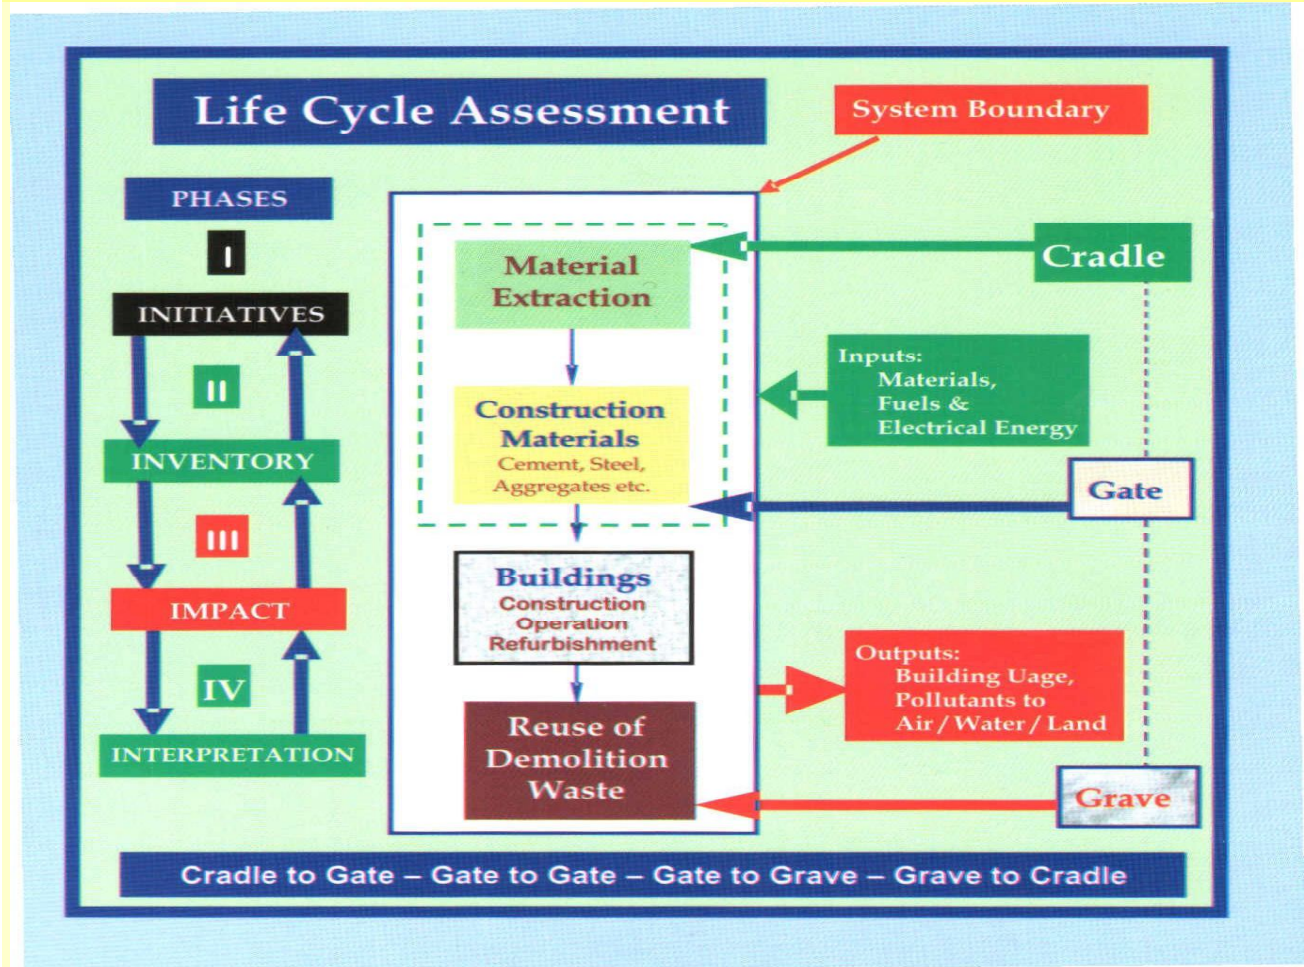 Life Cycle Assessment
System Boundary
PHASES
I
INITIATIVES
II
INVENTORY
III
IMPACT
IV
INTERPRETATION
Material
Extraction
Construction
Materials
Cement, Steel,
Aggregates etc.
Buildings
Construction
Operation
Refurbishment
Reuse of
Demolition
Waste
Cradle
Inputs:
Materials,
Fuels &
Electrical Energy
Gate
Outputs:
Building Uage,
Pollutants to
Air / Water / Land
Grave
Cradle to Gate – Gate to Gate – Gate to Grave – Grave to Cradle